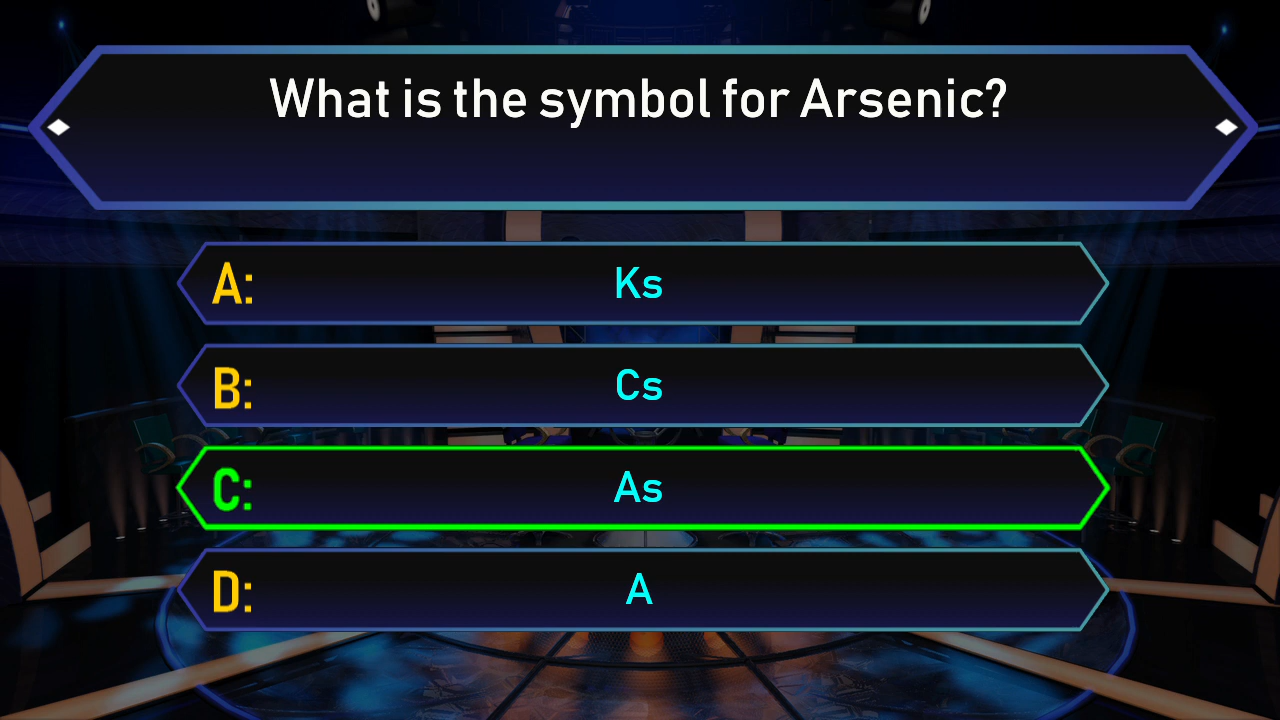 What is the symbol for Arsenic?
A: Ks
B: Cs
C: As
D: A